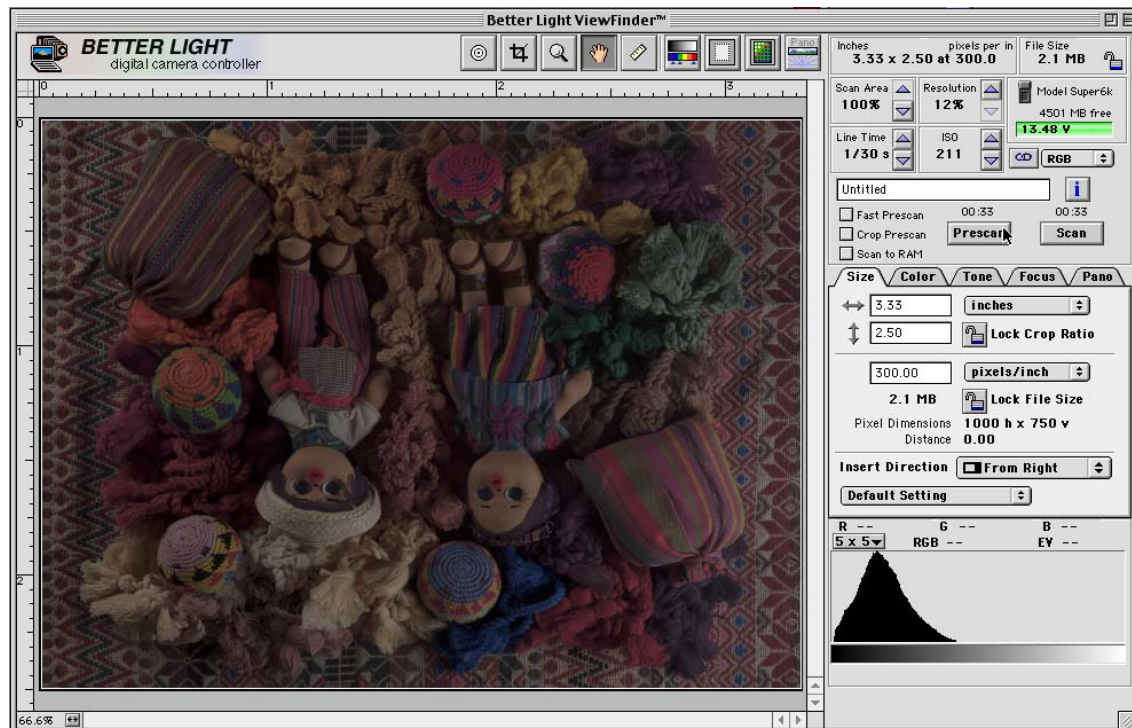 Better Light ViewFinder™
BETTER LIGHT
digital camera controller
Pano
0 1 2 3
0
1
2
66.6%
Inches pixels per in
3.33 x 2.50 at 300.0
File Size
2.1 MB
Scan Area
100%
Resolution
12%
Model Super6k
4501 MB free
13.48 V
Line Time
1/30 s
ISO
211
RGB
Untitled
i
Fast Prescan 00:33 00:33
Crop Prescan Prescan Scan
Scan to RAM
Size Color Tone Focus Pano
3.33 inches
2.50 Lock Crop Ratio
300.00 pixels/inch
2.1 MB Lock File Size
Pixel Dimensions 1000 h x 750 v
Distance 0.00
Insert Direction From Right
Default Setting
R -- G -- B --
5 x 5 RGB -- EV --